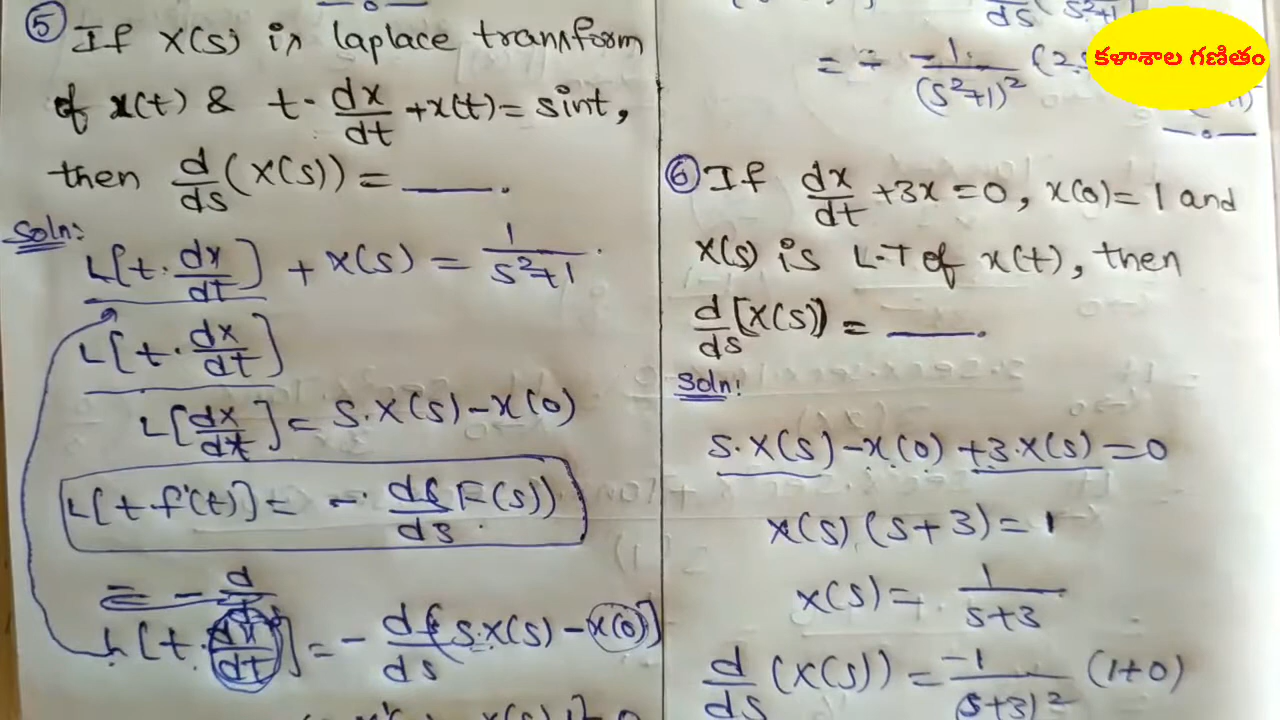 ⑤ If X(s) is laplace transform
of x(t) & t. dx/dt + x(t) = sint,
then d/ds (X(s)) = ____.
Soln:
L[t. dx/dt] + X(s) = 1/s²+1.
L[t. dx/dt]
L[dx/dt] = s.X(s) - x(0)
L[t.f'(t)] = - d/ds F(s))
= - d
L[t. dx/dt] = - d/ds [s.X(s) - x(0)]
ds s²+1
= - -1/(s²+1)² (2
కళాశాల గణితం
⑥ If dx/dt + 3x = 0, x(0) = 1 and
X(s) is L.T of x(t), then
d/ds [X(s)] = ____.
Soln:
s.X(s) - x(0) + 3.X(s) = 0
X(s) (s+3) = 1
X(s) = 1/s+3
d/ds (X(s)) = -1/(s+3)² (1+0)